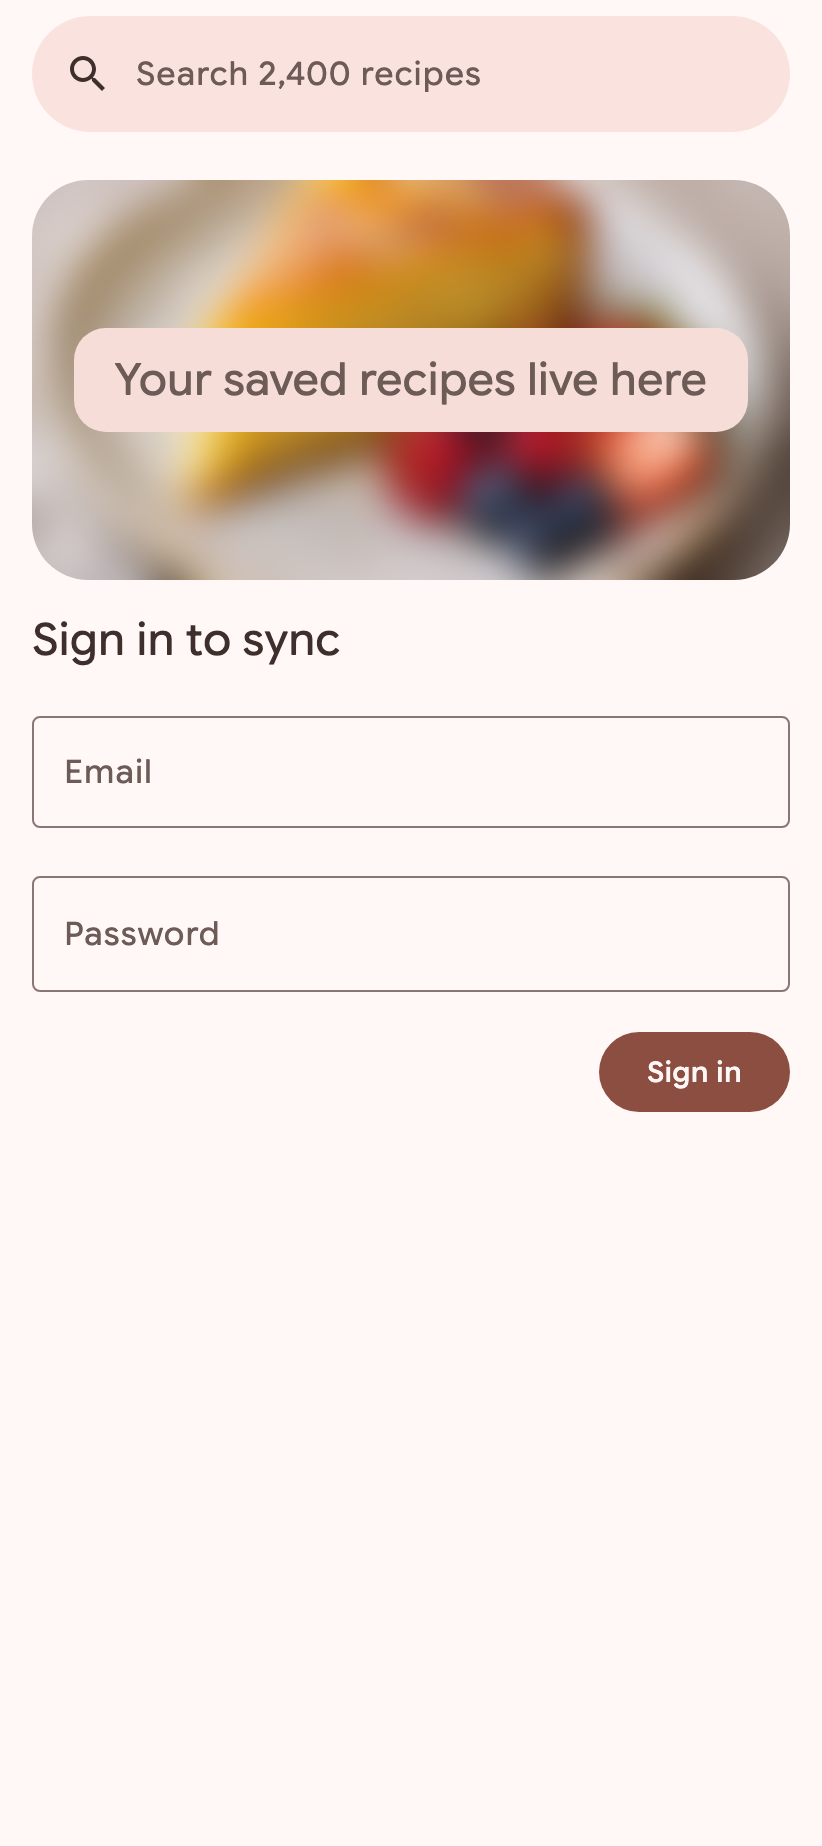 Search 2,400 recipes
Your saved recipes live here
Sign in to sync
Email
Password
Sign in